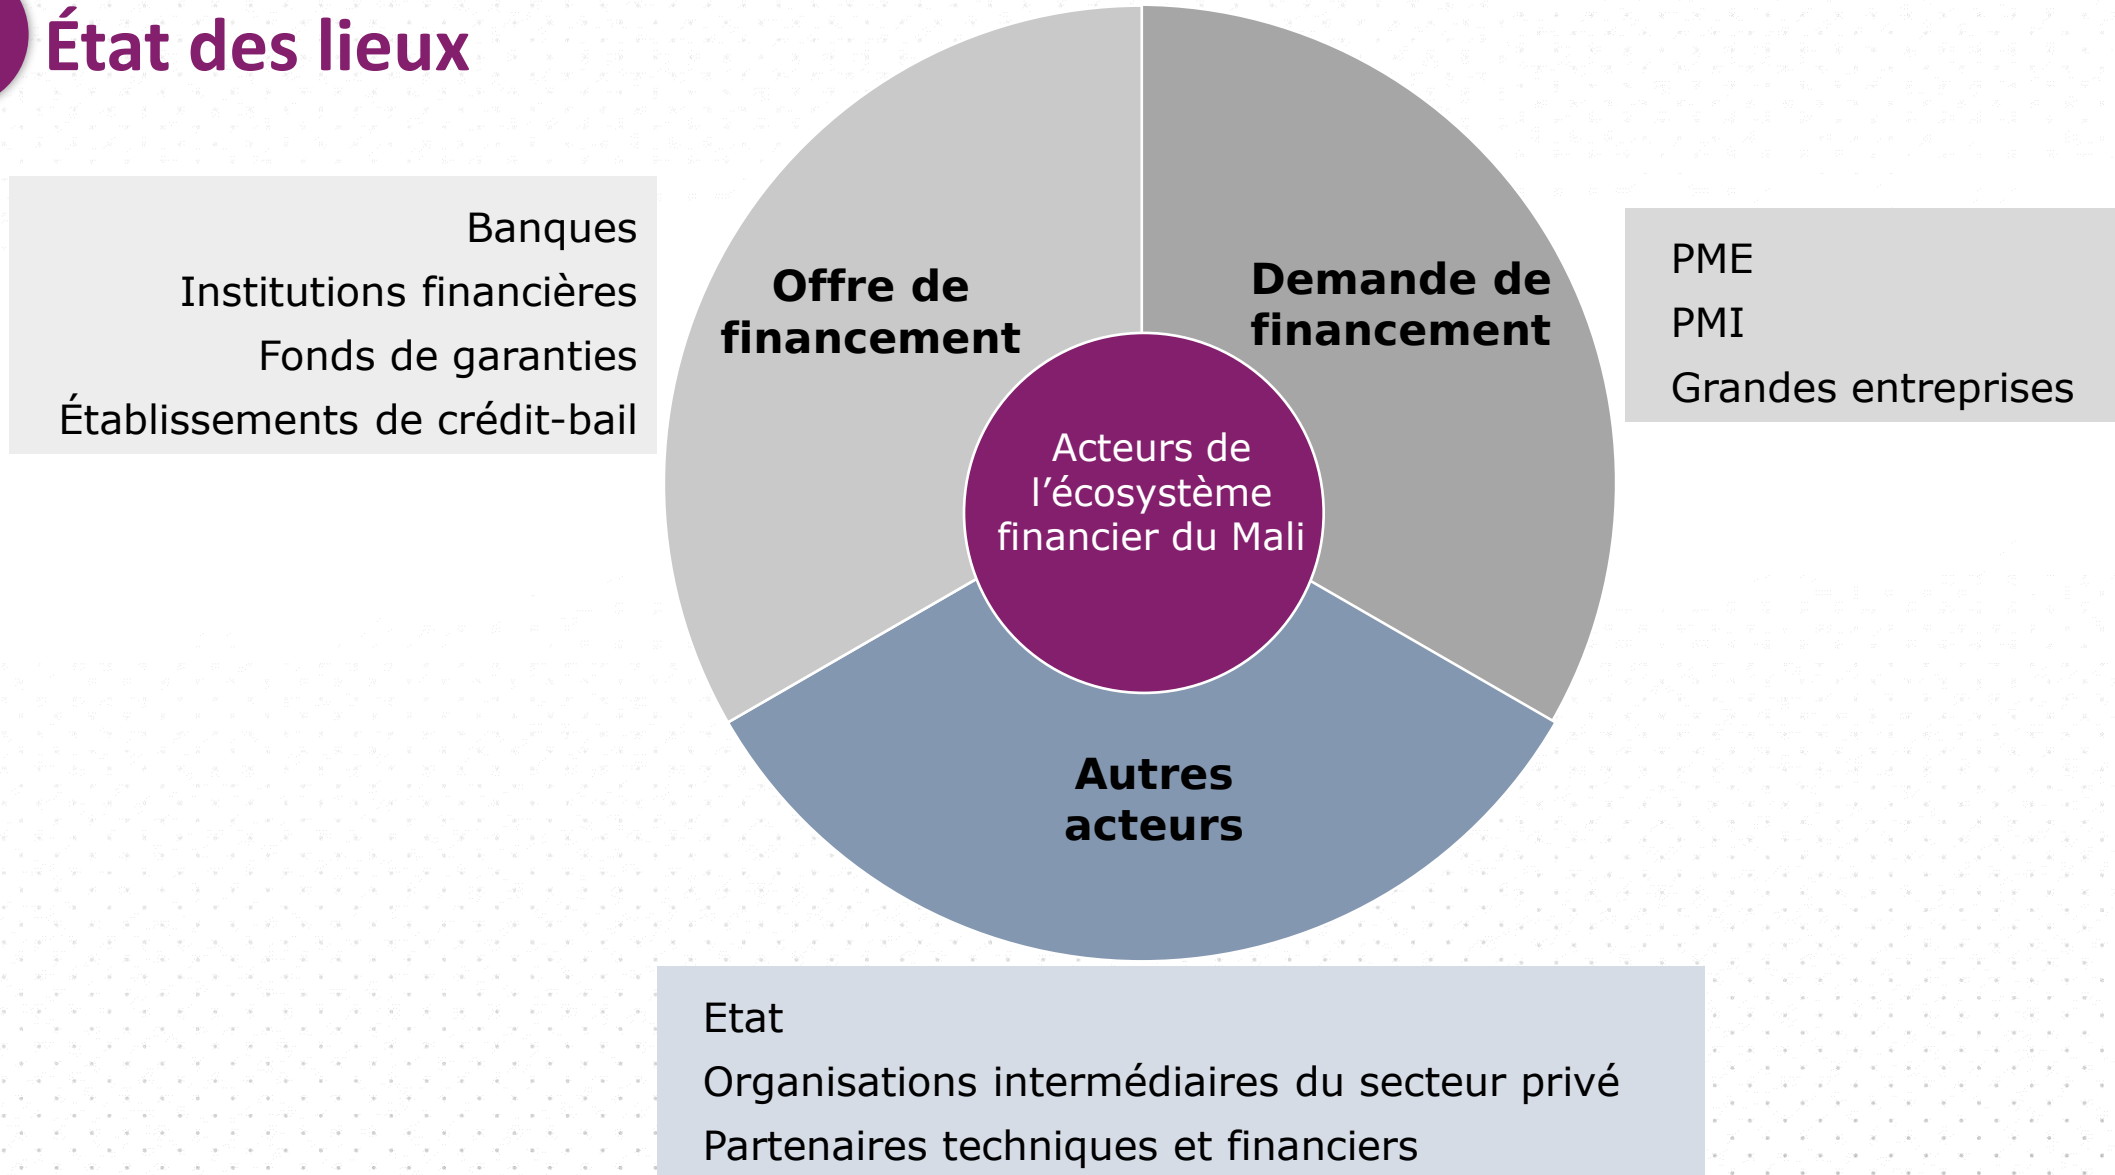 État des lieux
Banques
Institutions financières
Fonds de garanties
Établissements de crédit-bail
Offre de
financement
Demande de
financement
PME
PMI
Grandes entreprises
Acteurs de
l’écosystème
financier du Mali
Autres
acteurs
Etat
Organisations intermédiaires du secteur privé
Partenaires techniques et financiers